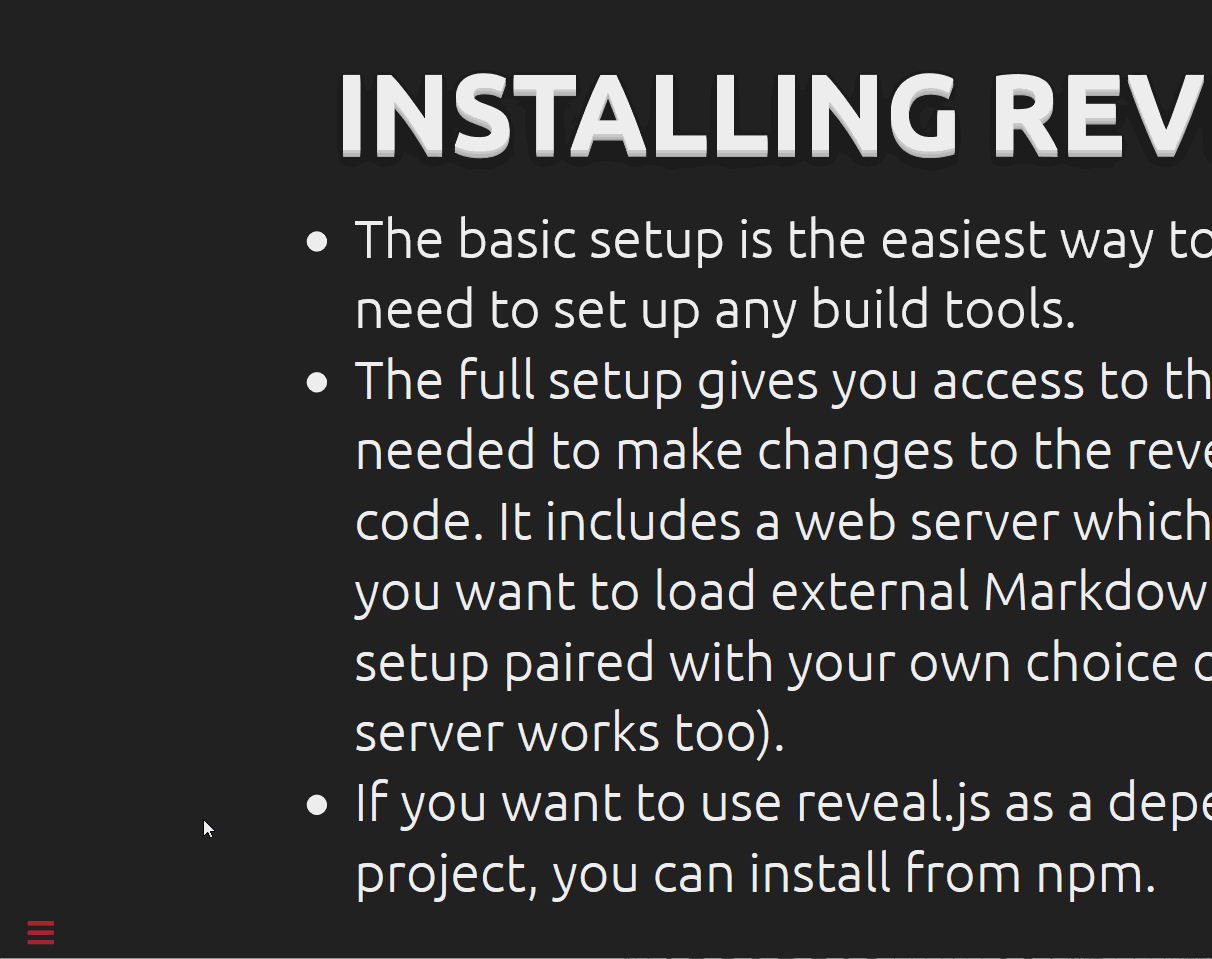 INSTALLING REV
The basic setup is the easiest way to
need to set up any build tools.
The full setup gives you access to th
needed to make changes to the reve
code. It includes a web server which
you want to load external Markdow
setup paired with your own choice o
server works too).
If you want to use reveal.js as a depe
project, you can install from npm.